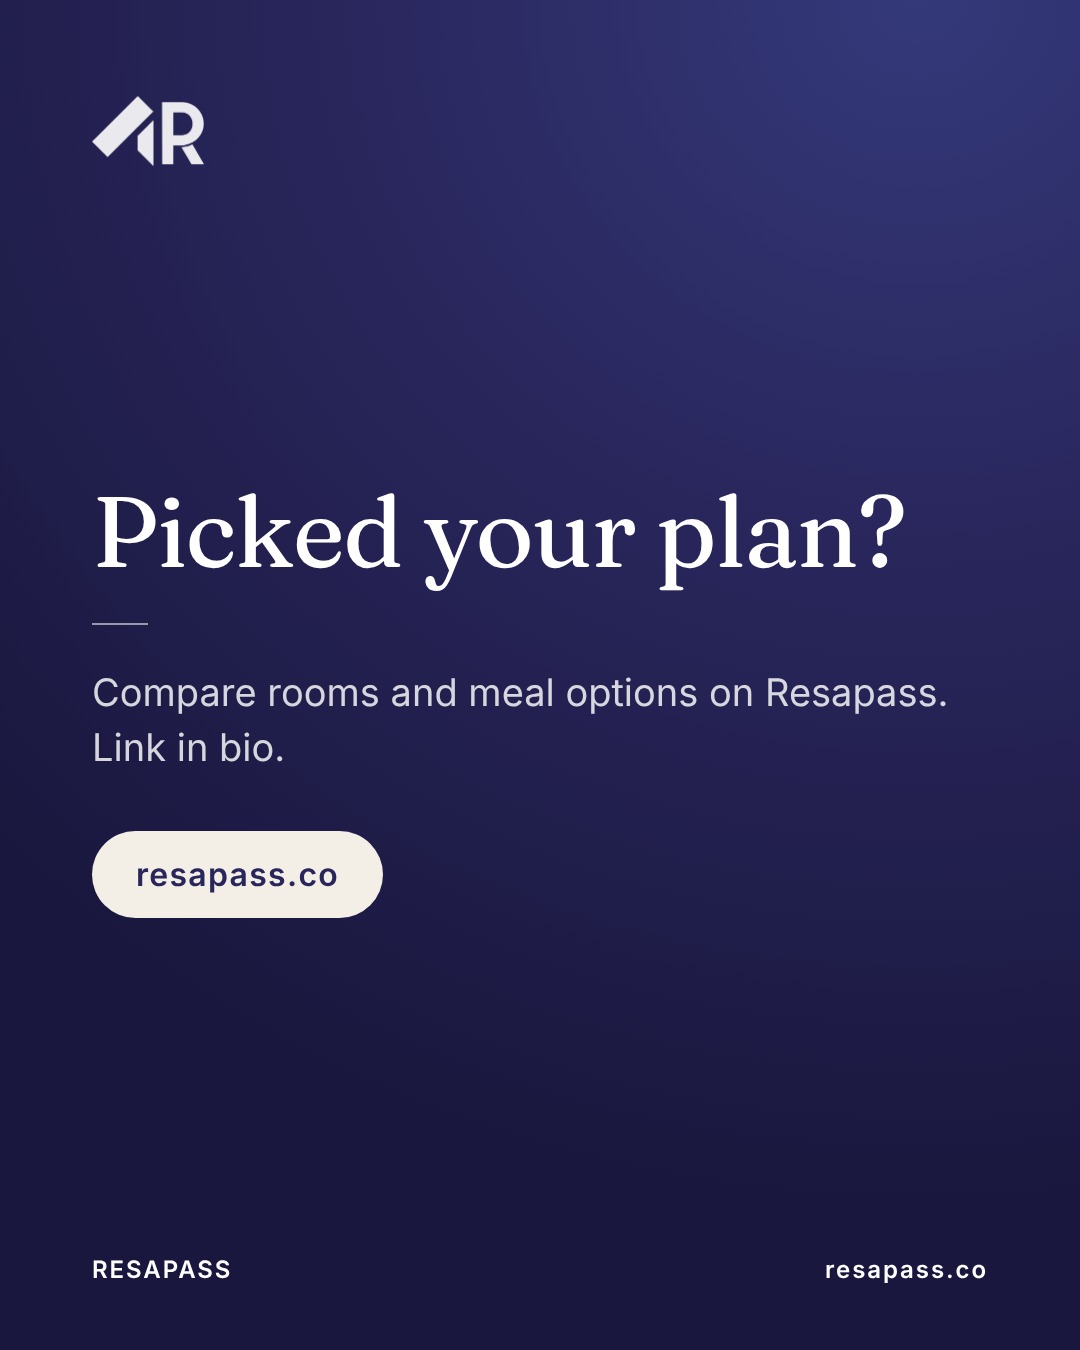 R
Picked your plan?
Compare rooms and meal options on Resapass.
Link in bio.
resapass.co
RESAPASS
resapass.co